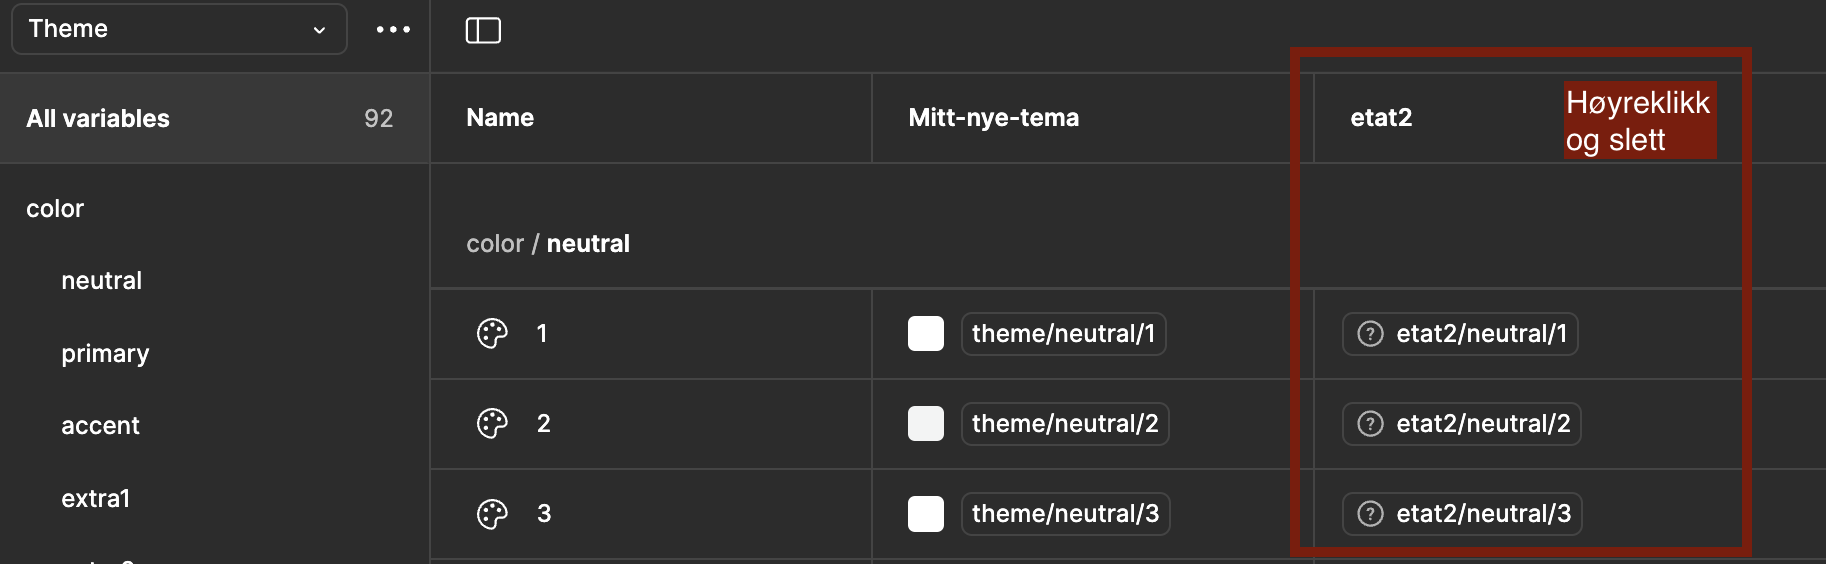 Theme
All variables 92
Name
Mitt-nye-tema
etat2
Høyreklikk
og slett
color
neutral
primary
accent
extra1
color / neutral
1 theme/neutral/1 etat2/neutral/1
2 theme/neutral/2 etat2/neutral/2
3 theme/neutral/3 etat2/neutral/3